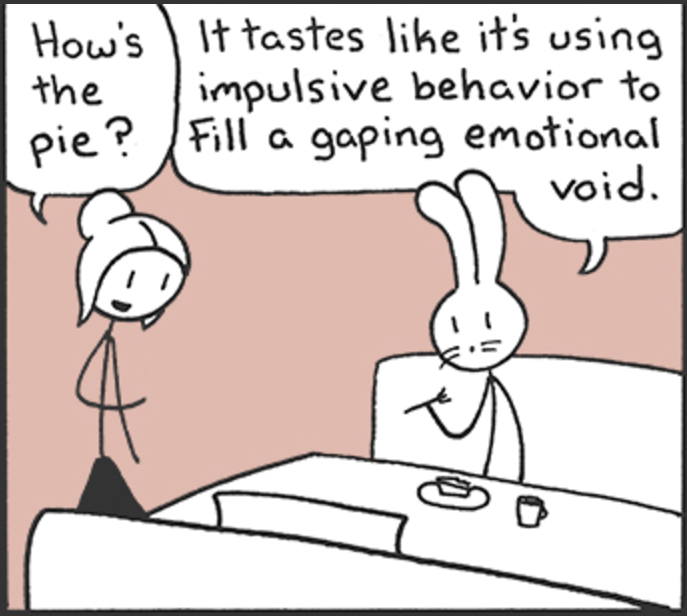 How's
the
pie?
It tastes like it's using
impulsive behavior to
fill a gaping emotional
void.